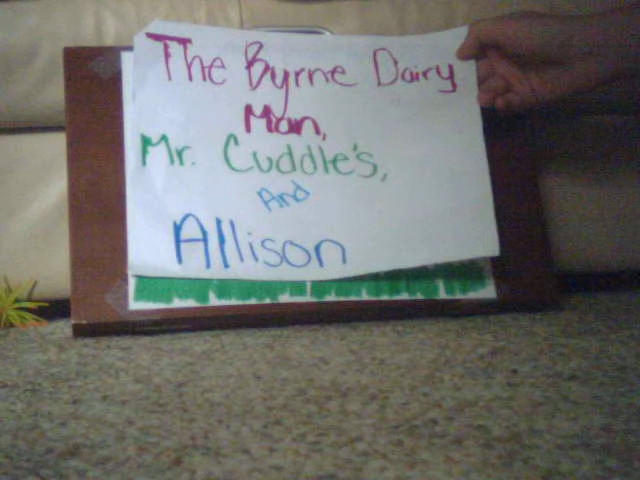 The Byrne Dairy
Man,
Mr. Cuddle's,
And
Allison